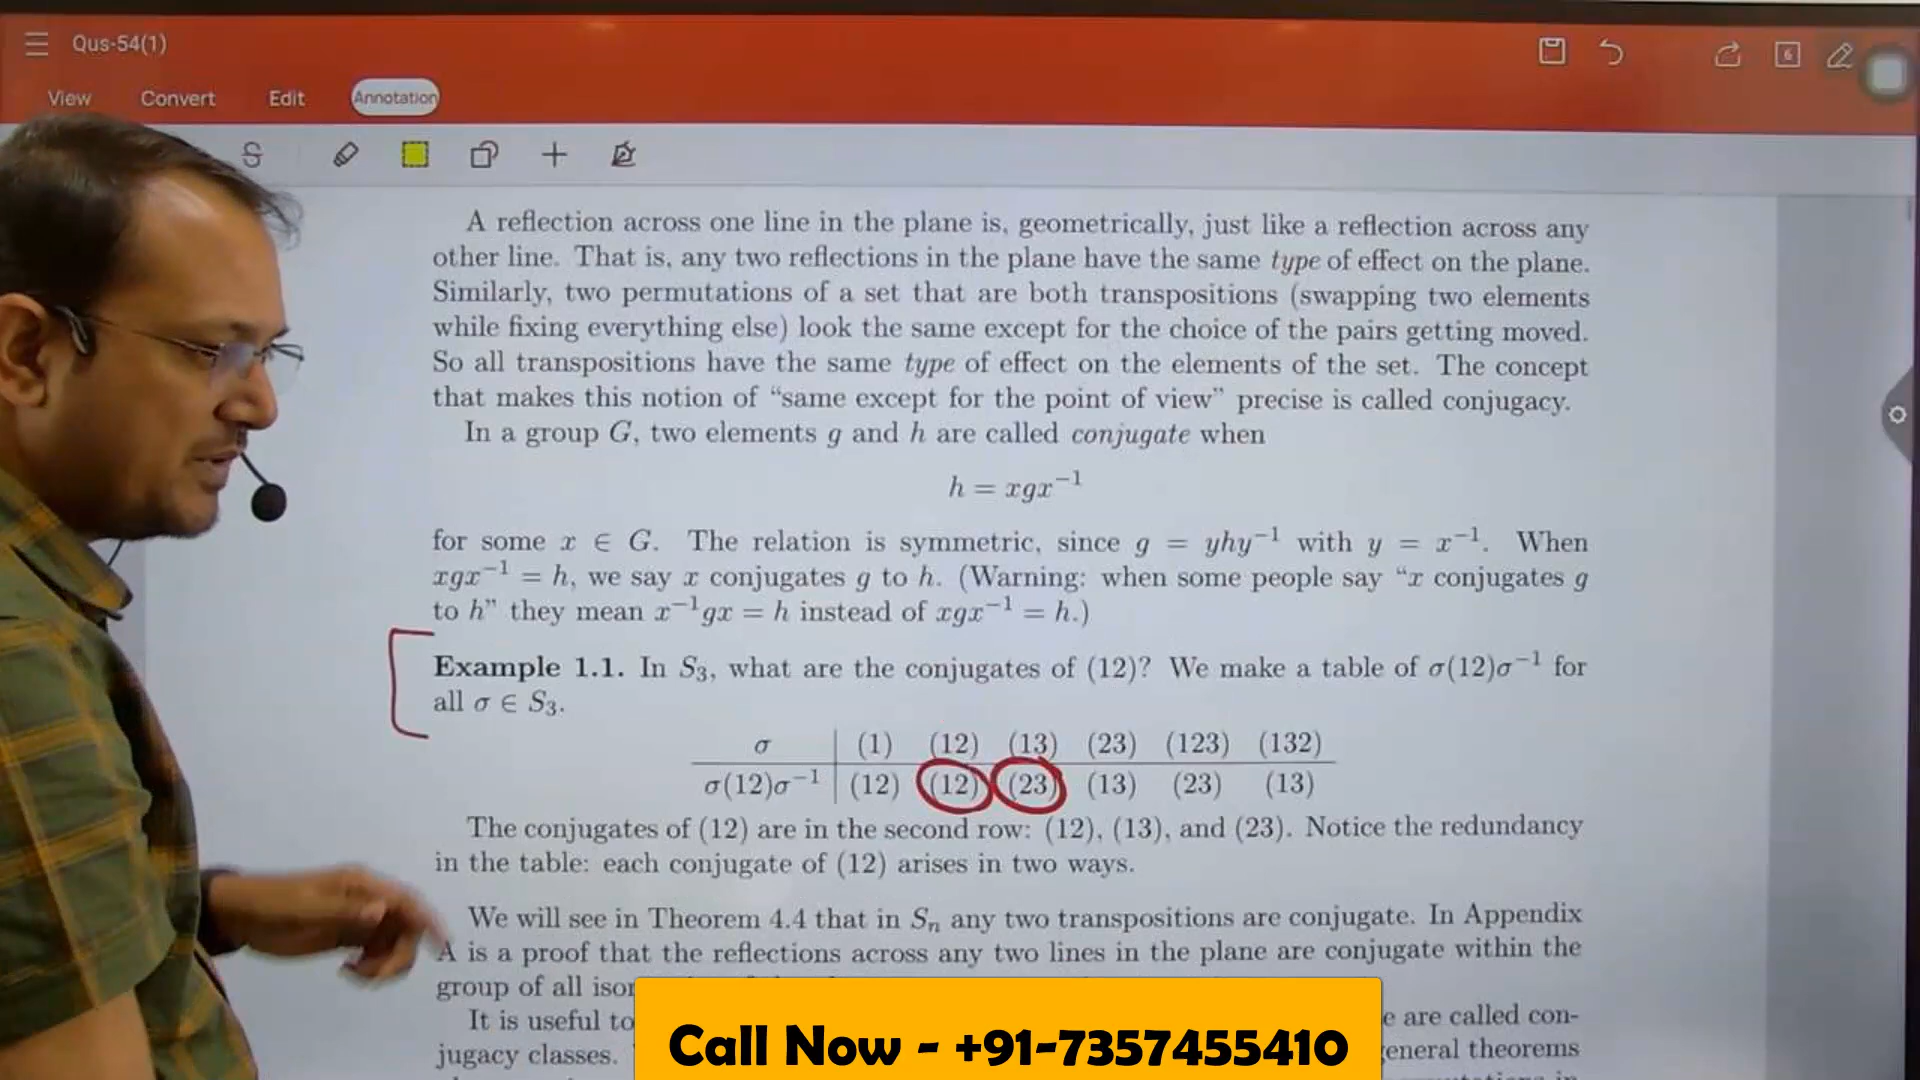 Qus-54(1)
View Convert Edit Annotation
A reflection across one line in the plane is, geometrically, just like a reflection across any
other line. That is, any two reflections in the plane have the same type of effect on the plane.
Similarly, two permutations of a set that are both transpositions (swapping two elements
while fixing everything else) look the same except for the choice of the pairs getting moved.
So all transpositions have the same type of effect on the elements of the set. The concept
that makes this notion of “same except for the point of view” precise is called conjugacy.
In a group G, two elements g and h are called conjugate when
h = xgx⁻¹
for some x ∈ G. The relation is symmetric, since g = yhy⁻¹ with y = x⁻¹. When
xgx⁻¹ = h, we say x conjugates g to h. (Warning: when some people say “x conjugates g
to h” they mean x⁻¹gx = h instead of xgx⁻¹ = h.)
Example 1.1. In S₃, what are the conjugates of (12)? We make a table of σ(12)σ⁻¹ for
all σ ∈ S₃.
σ (1) (12) (13) (23) (123) (132)
σ(12)σ⁻¹ (12) (12) (23) (13) (23) (13)
The conjugates of (12) are in the second row: (12), (13), and (23). Notice the redundancy
in the table: each conjugate of (12) arises in two ways.
We will see in Theorem 4.4 that in Sₙ any two transpositions are conjugate. In Appendix
A is a proof that the reflections across any two lines in the plane are conjugate within the
group of all
It is useful to e are called con-
jugacy classes. general theorems
Call Now - +91-7357455410